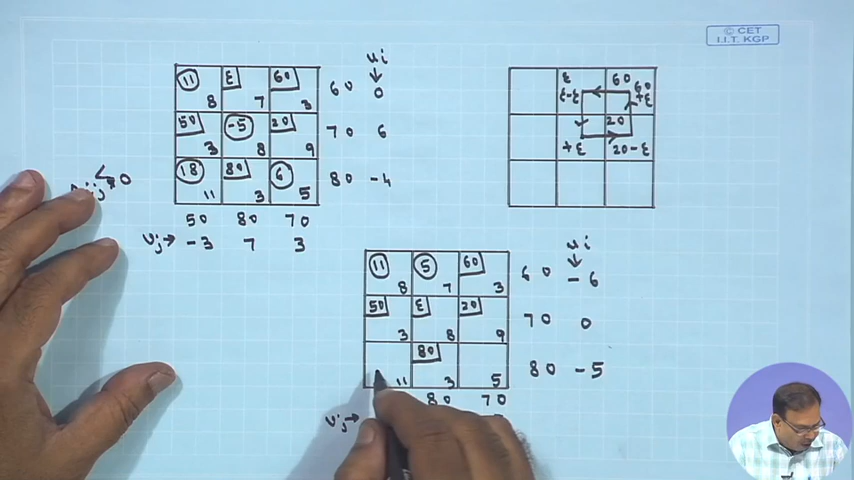 © CET
I.I.T. KGP
ui
11 8 ε 7 60 3 60 0
50 3 -5 8 20 9 70 6
18 11 80 3 6 5 80 -4
50 80 70
vj → -3 7 3
< 0
ε 60
ε-ε 60+ε
20
+ε 20-ε
ui
11 8 5 7 60 3 60 -6
50 3 ε 8 20 9 70 0
11 80 3 5 80 -5
80 70
vj →